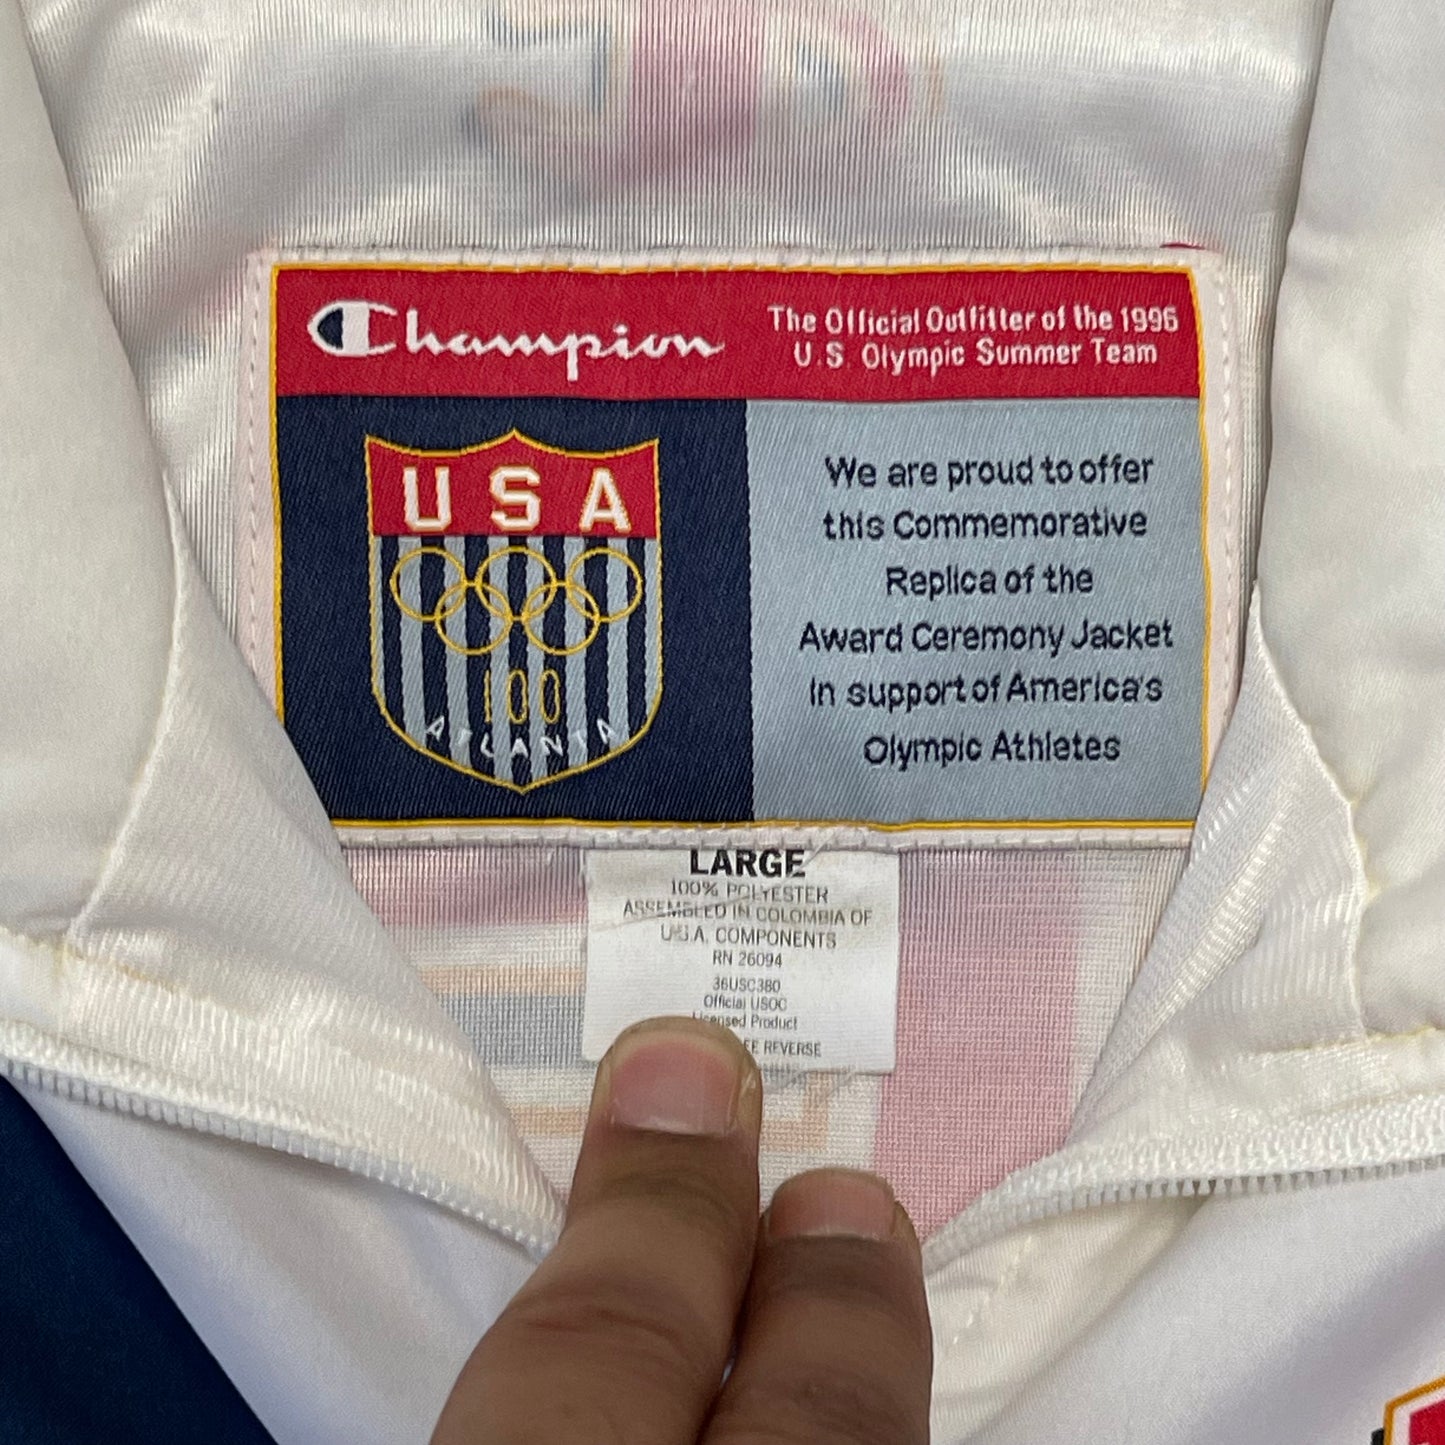 Champion
The Official Outfitter of the 1996
U.S. Olympic Summer Team
USA
100
ATLANTA
We are proud to offer
this Commemorative
Replica of the
Award Ceremony Jacket
In support of America's
Olympic Athletes
LARGE
100% POLYESTER
ASSEMBLED IN COLOMBIA OF
U.S.A. COMPONENTS
RN 26094
36USC380
Official USOC
Licensed Product
REVERSE